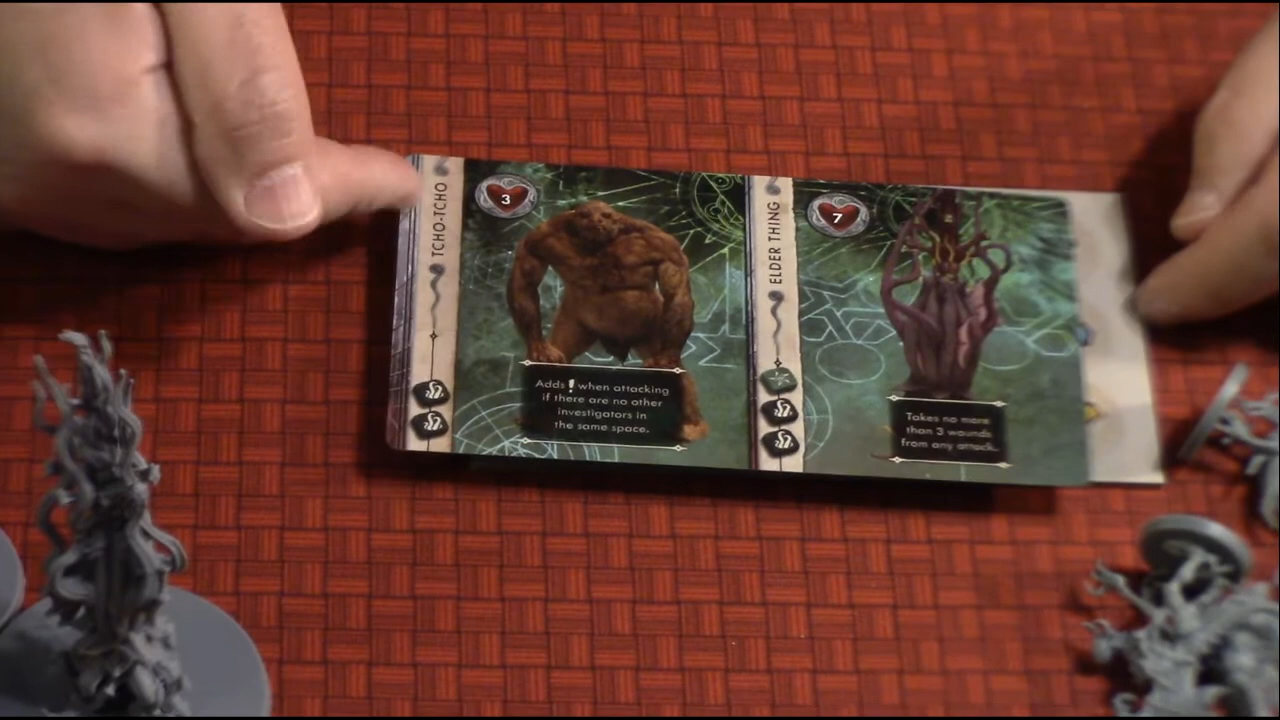 TCHO-TCHO
3
Adds ! when attacking
if there are no other
investigators in
the same space.
ELDER THING
7
Takes no more
than 3 wounds
from any attack.